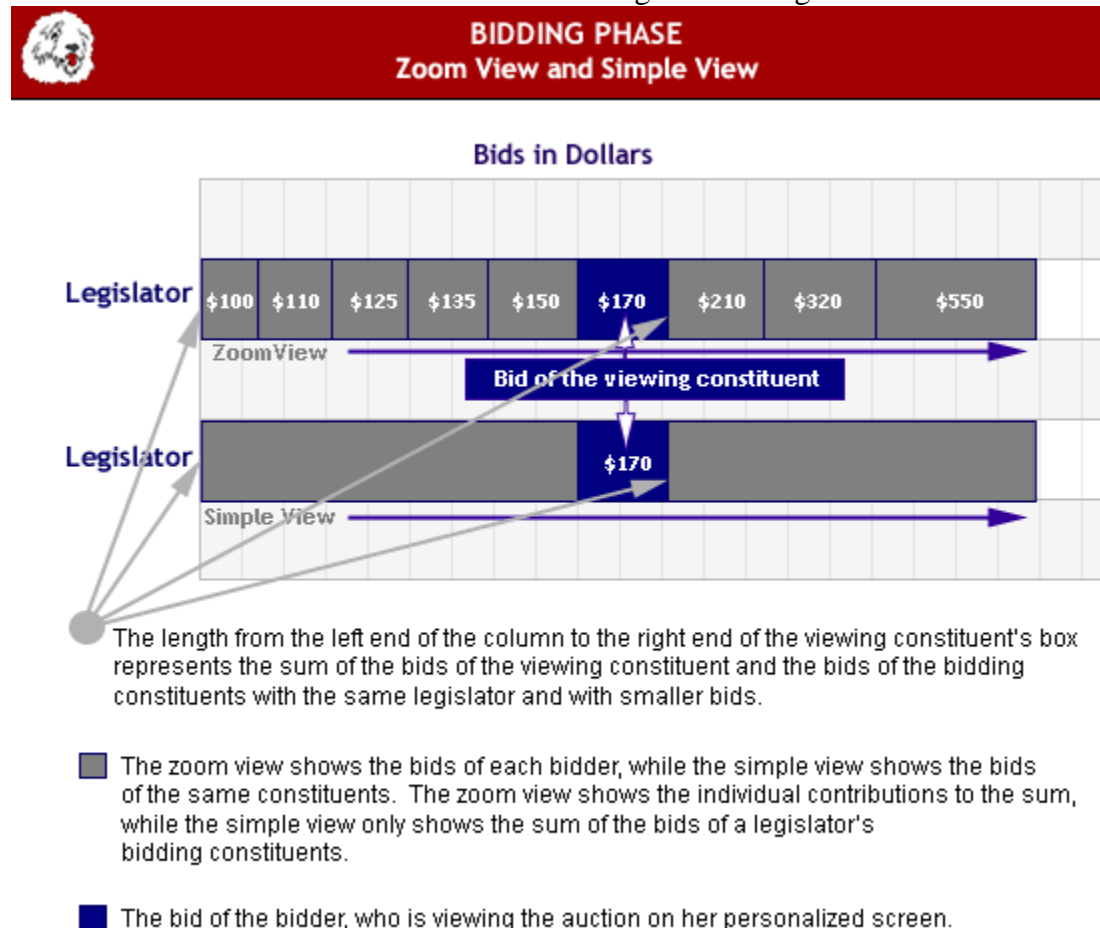 BIDDING PHASE
Zoom View and Simple View
Bids in Dollars
Legislator $100 $110 $125 $135 $150 $170 $210 $320 $550
ZoomView
Bid of the viewing constituent
Legislator $170
Simple View
The length from the left end of the column to the right end of the viewing constituent's box
represents the sum of the bids of the viewing constituent and the bids of the bidding
constituents with the same legislator and with smaller bids.
The zoom view shows the bids of each bidder, while the simple view shows the bids
of the same constituents. The zoom view shows the individual contributions to the sum,
while the simple view only shows the sum of the bids of a legislator's
bidding constituents.
The bid of the bidder, who is viewing the auction on her personalized screen.